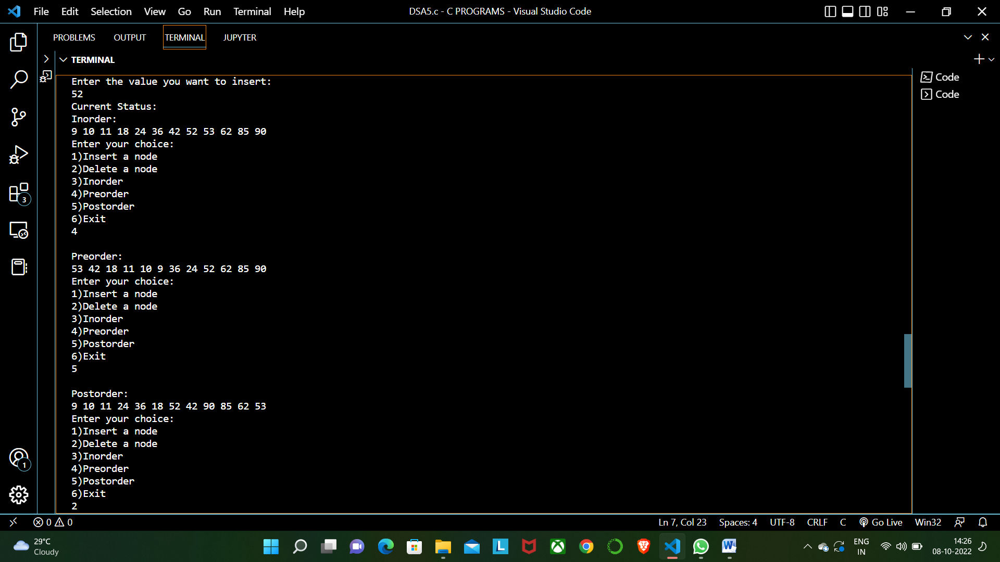 File Edit Selection View Go Run Terminal Help
DSA5.c - C PROGRAMS - Visual Studio Code
PROBLEMS OUTPUT TERMINAL JUPYTER
TERMINAL
Enter the value you want to insert:
52
Current Status:
Inorder:
9 10 11 18 24 36 42 52 53 62 85 90
Enter your choice:
1)Insert a node
2)Delete a node
3)Inorder
4)Preorder
5)Postorder
6)Exit
4
Preorder:
53 42 18 11 10 9 36 24 52 62 85 90
Enter your choice:
1)Insert a node
2)Delete a node
3)Inorder
4)Preorder
5)Postorder
6)Exit
5
Postorder:
9 10 11 24 36 18 52 42 90 85 62 53
Enter your choice:
1)Insert a node
2)Delete a node
3)Inorder
4)Preorder
5)Postorder
6)Exit
2
Code
Code
3
1
0 0
Ln 7, Col 23 Spaces: 4 UTF-8 CRLF C Go Live Win32
29°C
Cloudy
L
W
ENG
IN
14:26
08-10-2022